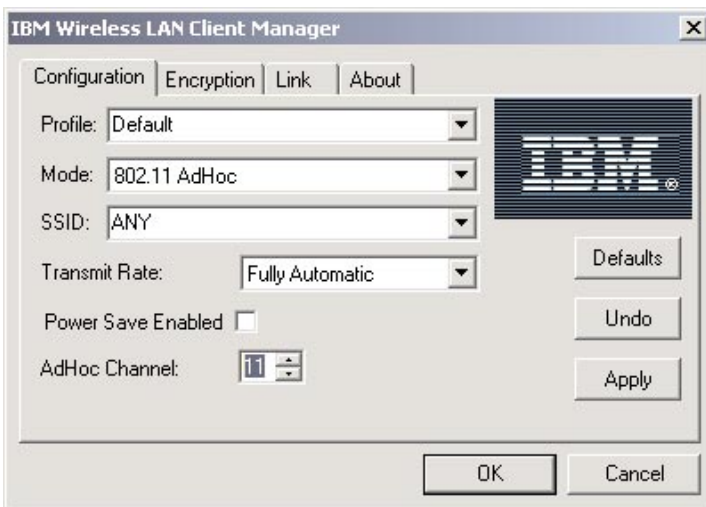 IBM Wireless LAN Client Manager
Configuration Encryption Link About
Profile: Default
IBM®
Mode: 802.11 AdHoc
SSID: ANY
Transmit Rate: Fully Automatic
Defaults
Power Save Enabled
Undo
AdHoc Channel: 11
Apply
OK Cancel